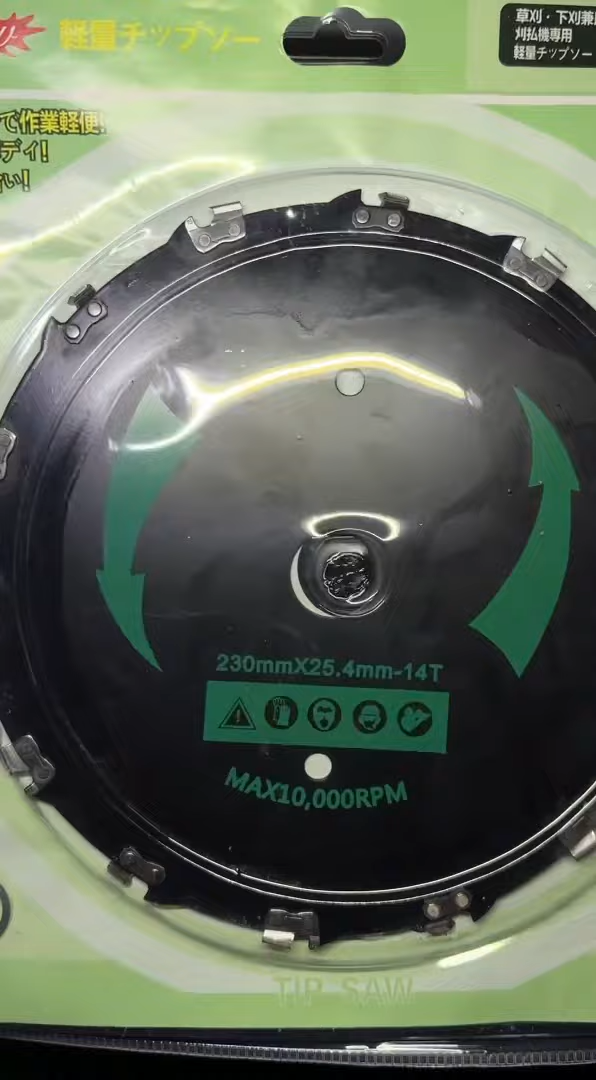 軽量チップソー
草刈・下刈兼用
刈払機専用
軽量チップソー
で作業軽便!
ディ!
い!
230mmX25.4mm-14T
MAX10,000RPM
TIP SAW